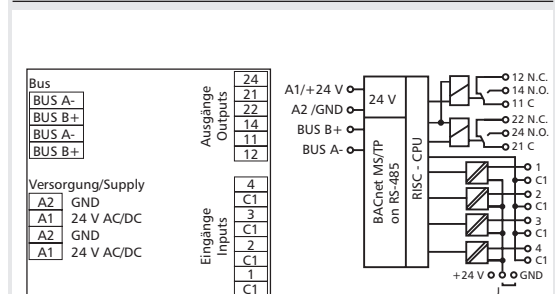 Bus
BUS A-
BUS B+
BUS A-
BUS B+
Versorgung/Supply
A2 GND
A1 24 V AC/DC
A2 GND
A1 24 V AC/DC
Ausgänge
Outputs
24
21
22
14
11
12
Eingänge
Inputs
4
C1
3
C1
2
C1
1
C1
A1/+24 V
A2 /GND
BUS B+
BUS A-
24 V
BACnet MS/TP
on RS-485
RISC - CPU
12 N.C.
14 N.O.
11 C
22 N.C.
24 N.O.
21 C
1
C1
2
C1
3
C1
4
C1
+24 V
GND